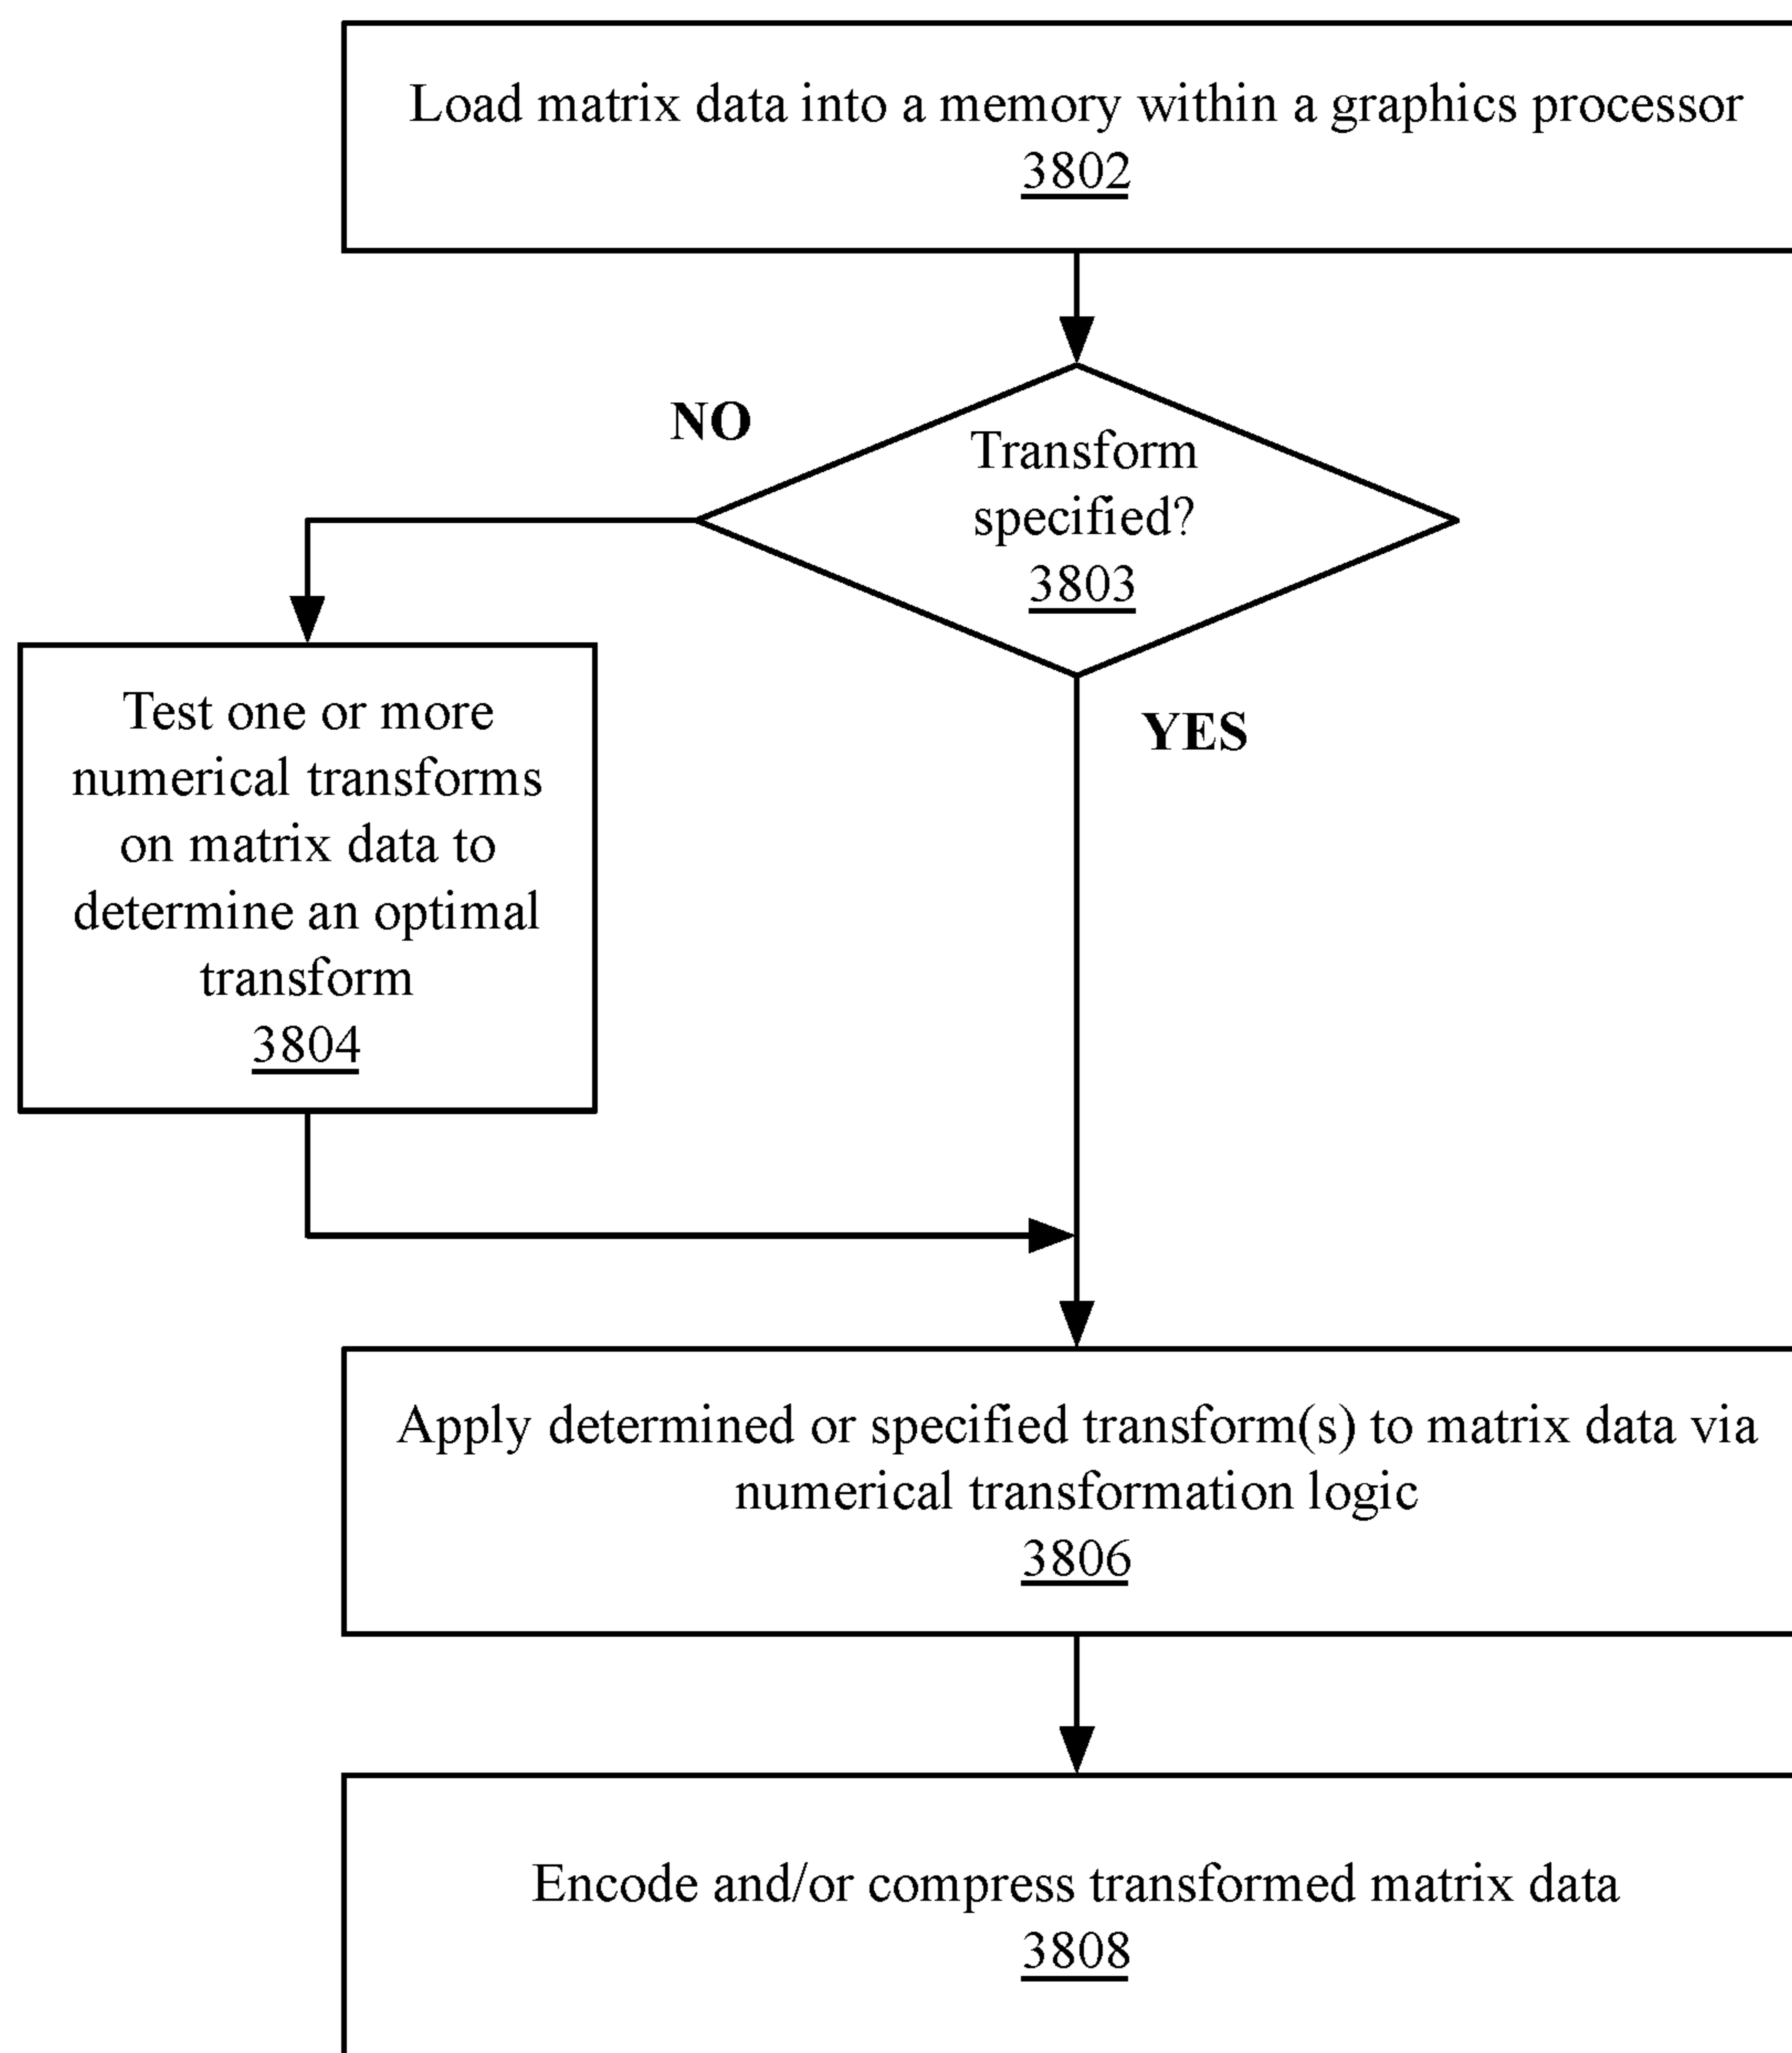 Load matrix data into a memory within a graphics processor
3802
NO
Transform
specified?
3803
YES
Test one or more
numerical transforms
on matrix data to
determine an optimal
transform
3804
Apply determined or specified transform(s) to matrix data via
numerical transformation logic
3806
Encode and/or compress transformed matrix data
3808